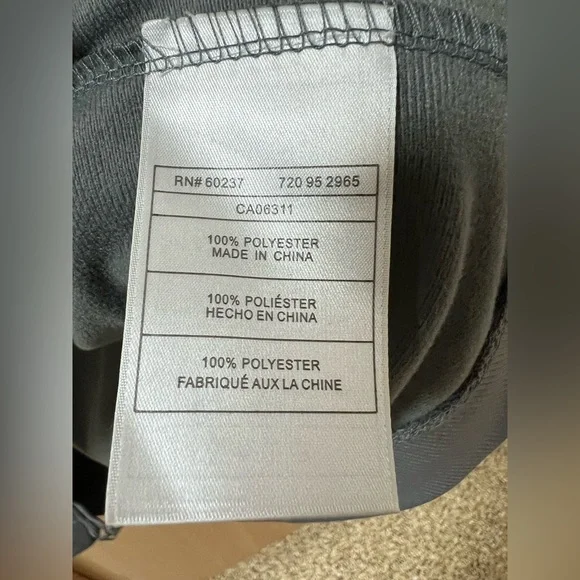 RN# 60237 720 95 2965
CA06311
100% POLYESTER
MADE IN CHINA
100% POLIÉSTER
HECHO EN CHINA
100% POLYESTER
FABRIQUÉ AUX LA CHINE